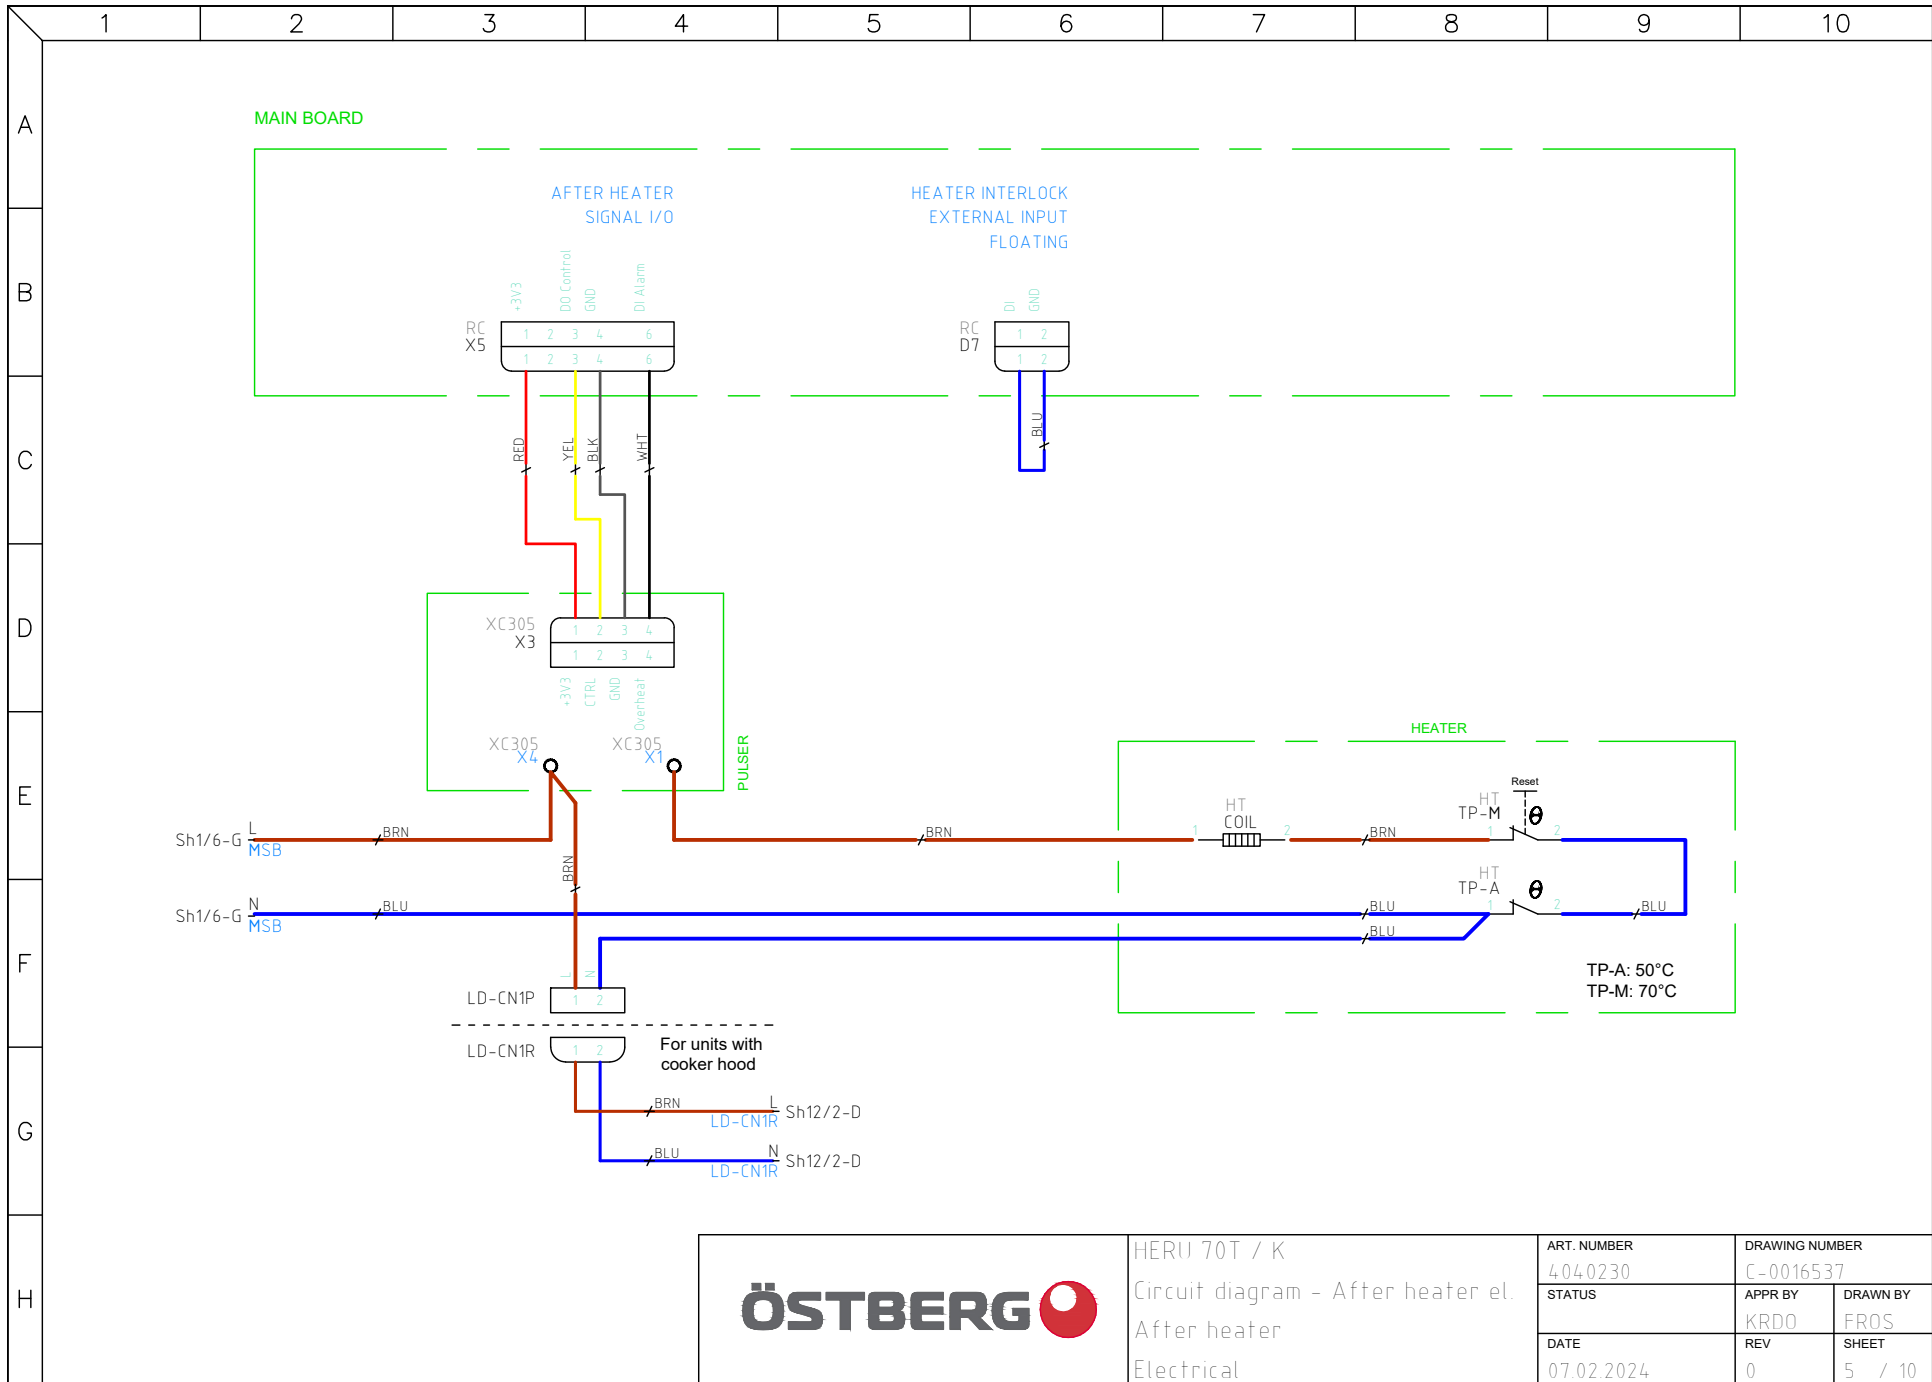 1 2 3 4 5 6 7 8 9 10
A
MAIN BOARD
AFTER HEATER
SIGNAL I/O
HEATER INTERLOCK
EXTERNAL INPUT
FLOATING
B
+3V3
DO Control
GND
DI Alarm
DI
GND
RC
X5
1 2 3 4 6
1 2 3 4 6
RC
D7
1 2
1 2
C
RED
YEL
BLK
WHT
BLU
D
XC305
X3
1 2 3 4
1 2 3 4
+3V3
CTRL
GND
Overheat
XC305
X4
XC305
X1
PULSER
HEATER
E
Reset
HT
TP-M
θ
HT
COIL
Sh1/6-G L
MSB
BRN
BRN
1 2
BRN
1 2
BRN
HT
TP-A
θ
F
Sh1/6-G N
MSB
BLU
BLU
1 2
BLU
BLU
TP-A: 50°C
TP-M: 70°C
L N
LD-CN1P
1 2
LD-CN1R
1 2
For units with
cooker hood
G
BRN
L
LD-CN1R
Sh12/2-D
BLU
N
LD-CN1R
Sh12/2-D
H
ÖSTBERG
HERU 70T / K
Circuit diagram - After heater el.
After heater
Electrical
ART. NUMBER
4040230
DRAWING NUMBER
C-0016537
STATUS
APPR BY
KRDO
DRAWN BY
FROS
DATE
07.02.2024
REV
0
SHEET
5 / 10